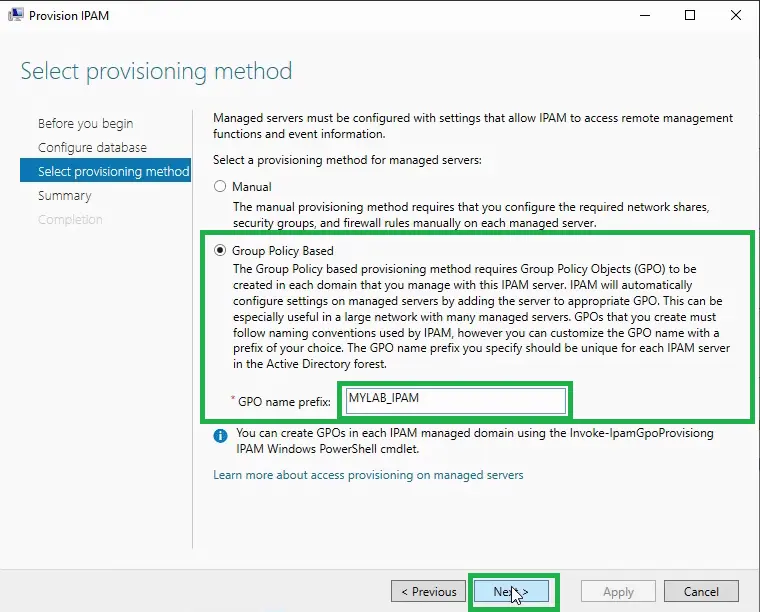 Provision IPAM
Select provisioning method
Before you begin
Configure database
Select provisioning method
Summary
Completion
Managed servers must be configured with settings that allow IPAM to access remote management
functions and event information.
Select a provisioning method for managed servers:
Manual
The manual provisioning method requires that you configure the required network shares,
security groups, and firewall rules manually on each managed server.
Group Policy Based
The Group Policy based provisioning method requires Group Policy Objects (GPO) to be
created in each domain that you manage with this IPAM server. IPAM will automatically
configure settings on managed servers by adding the server to appropriate GPO. This can be
especially useful in a large network with many managed servers. GPOs that you create must
follow naming conventions used by IPAM, however you can customize the GPO name with a
prefix of your choice. The GPO name prefix you specify should be unique for each IPAM server
in the Active Directory forest.
* GPO name prefix: MYLAB_IPAM
You can create GPOs in each IPAM managed domain using the Invoke-IpamGpoProvisiong
IPAM Windows PowerShell cmdlet.
Learn more about access provisioning on managed servers
< Previous
Next >
Apply
Cancel